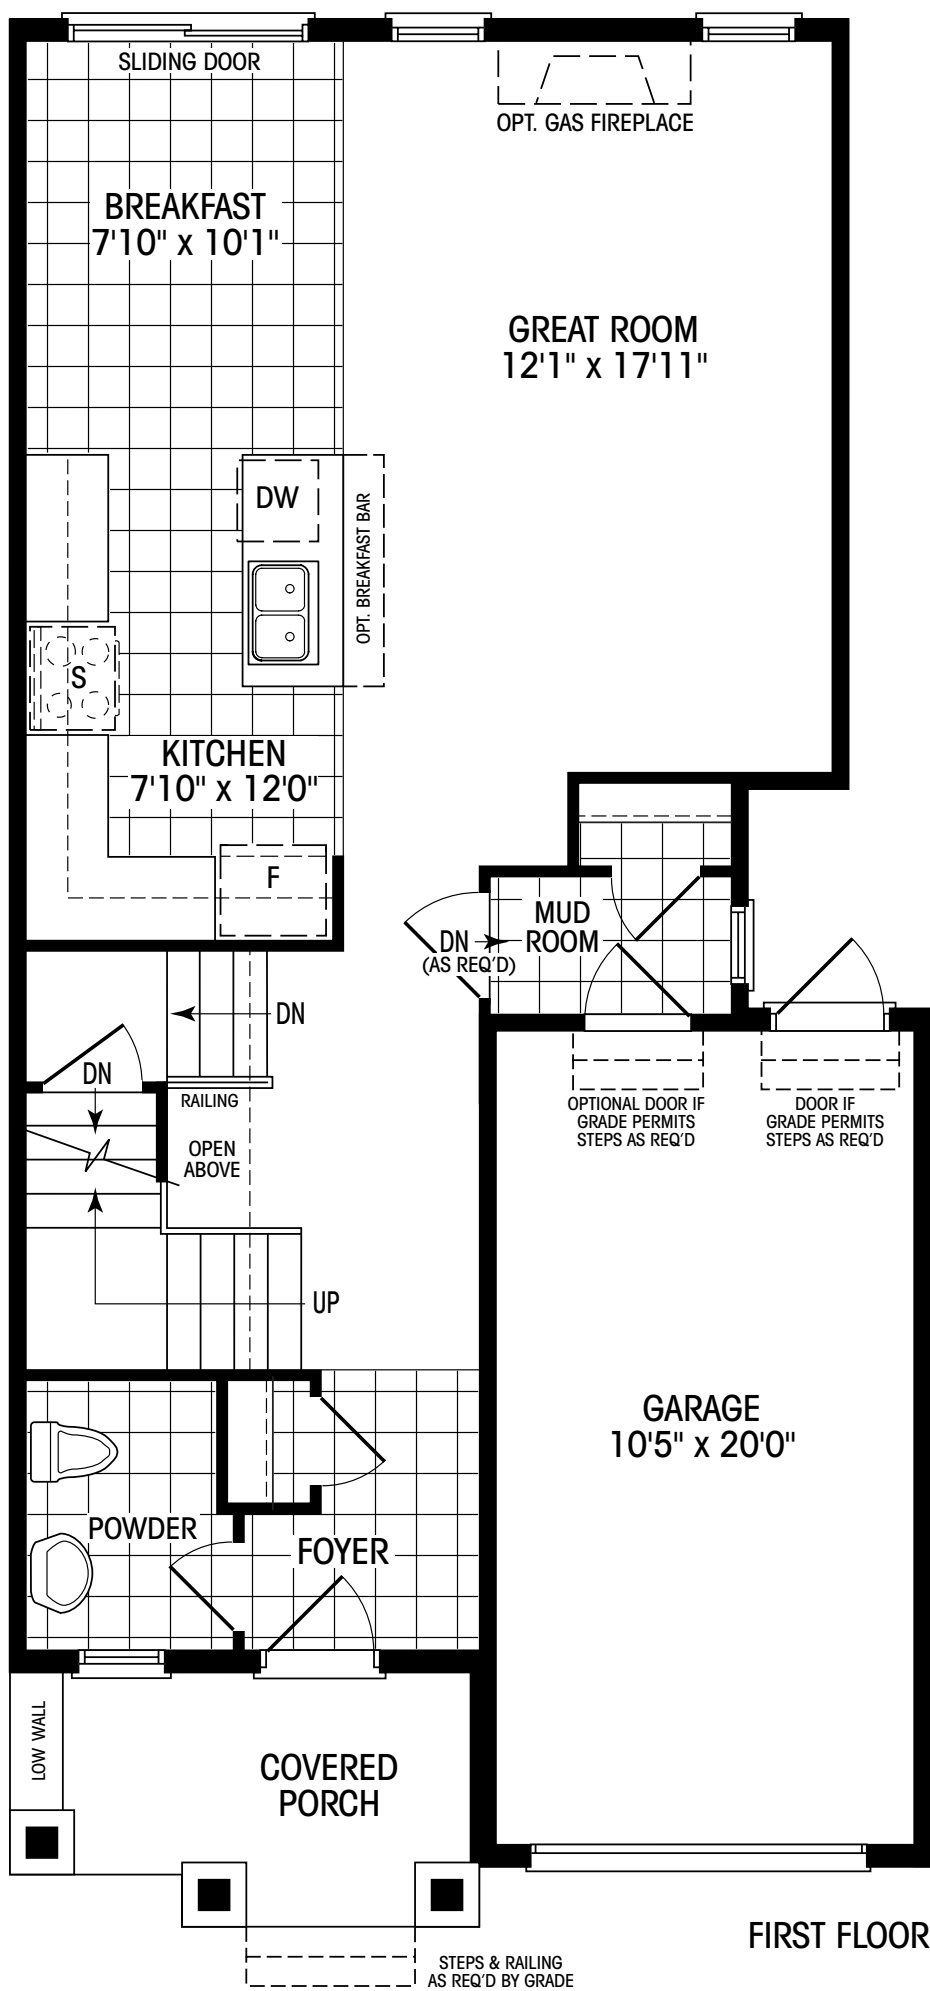 SLIDING DOOR
OPT. GAS FIREPLACE
BREAKFAST
7'10" x 10'1"
GREAT ROOM
12'1" x 17'11"
DW
OPT. BREAKFAST BAR
S
KITCHEN
7'10" x 12'0"
F
MUD
ROOM
DN
(AS REQ'D)
DN
DN
RAILING
OPEN
ABOVE
OPTIONAL DOOR IF
GRADE PERMITS
STEPS AS REQ'D
DOOR IF
GRADE PERMITS
STEPS AS REQ'D
UP
GARAGE
10'5" x 20'0"
POWDER
FOYER
LOW WALL
COVERED
PORCH
FIRST FLOOR
STEPS & RAILING
AS REQ'D BY GRADE